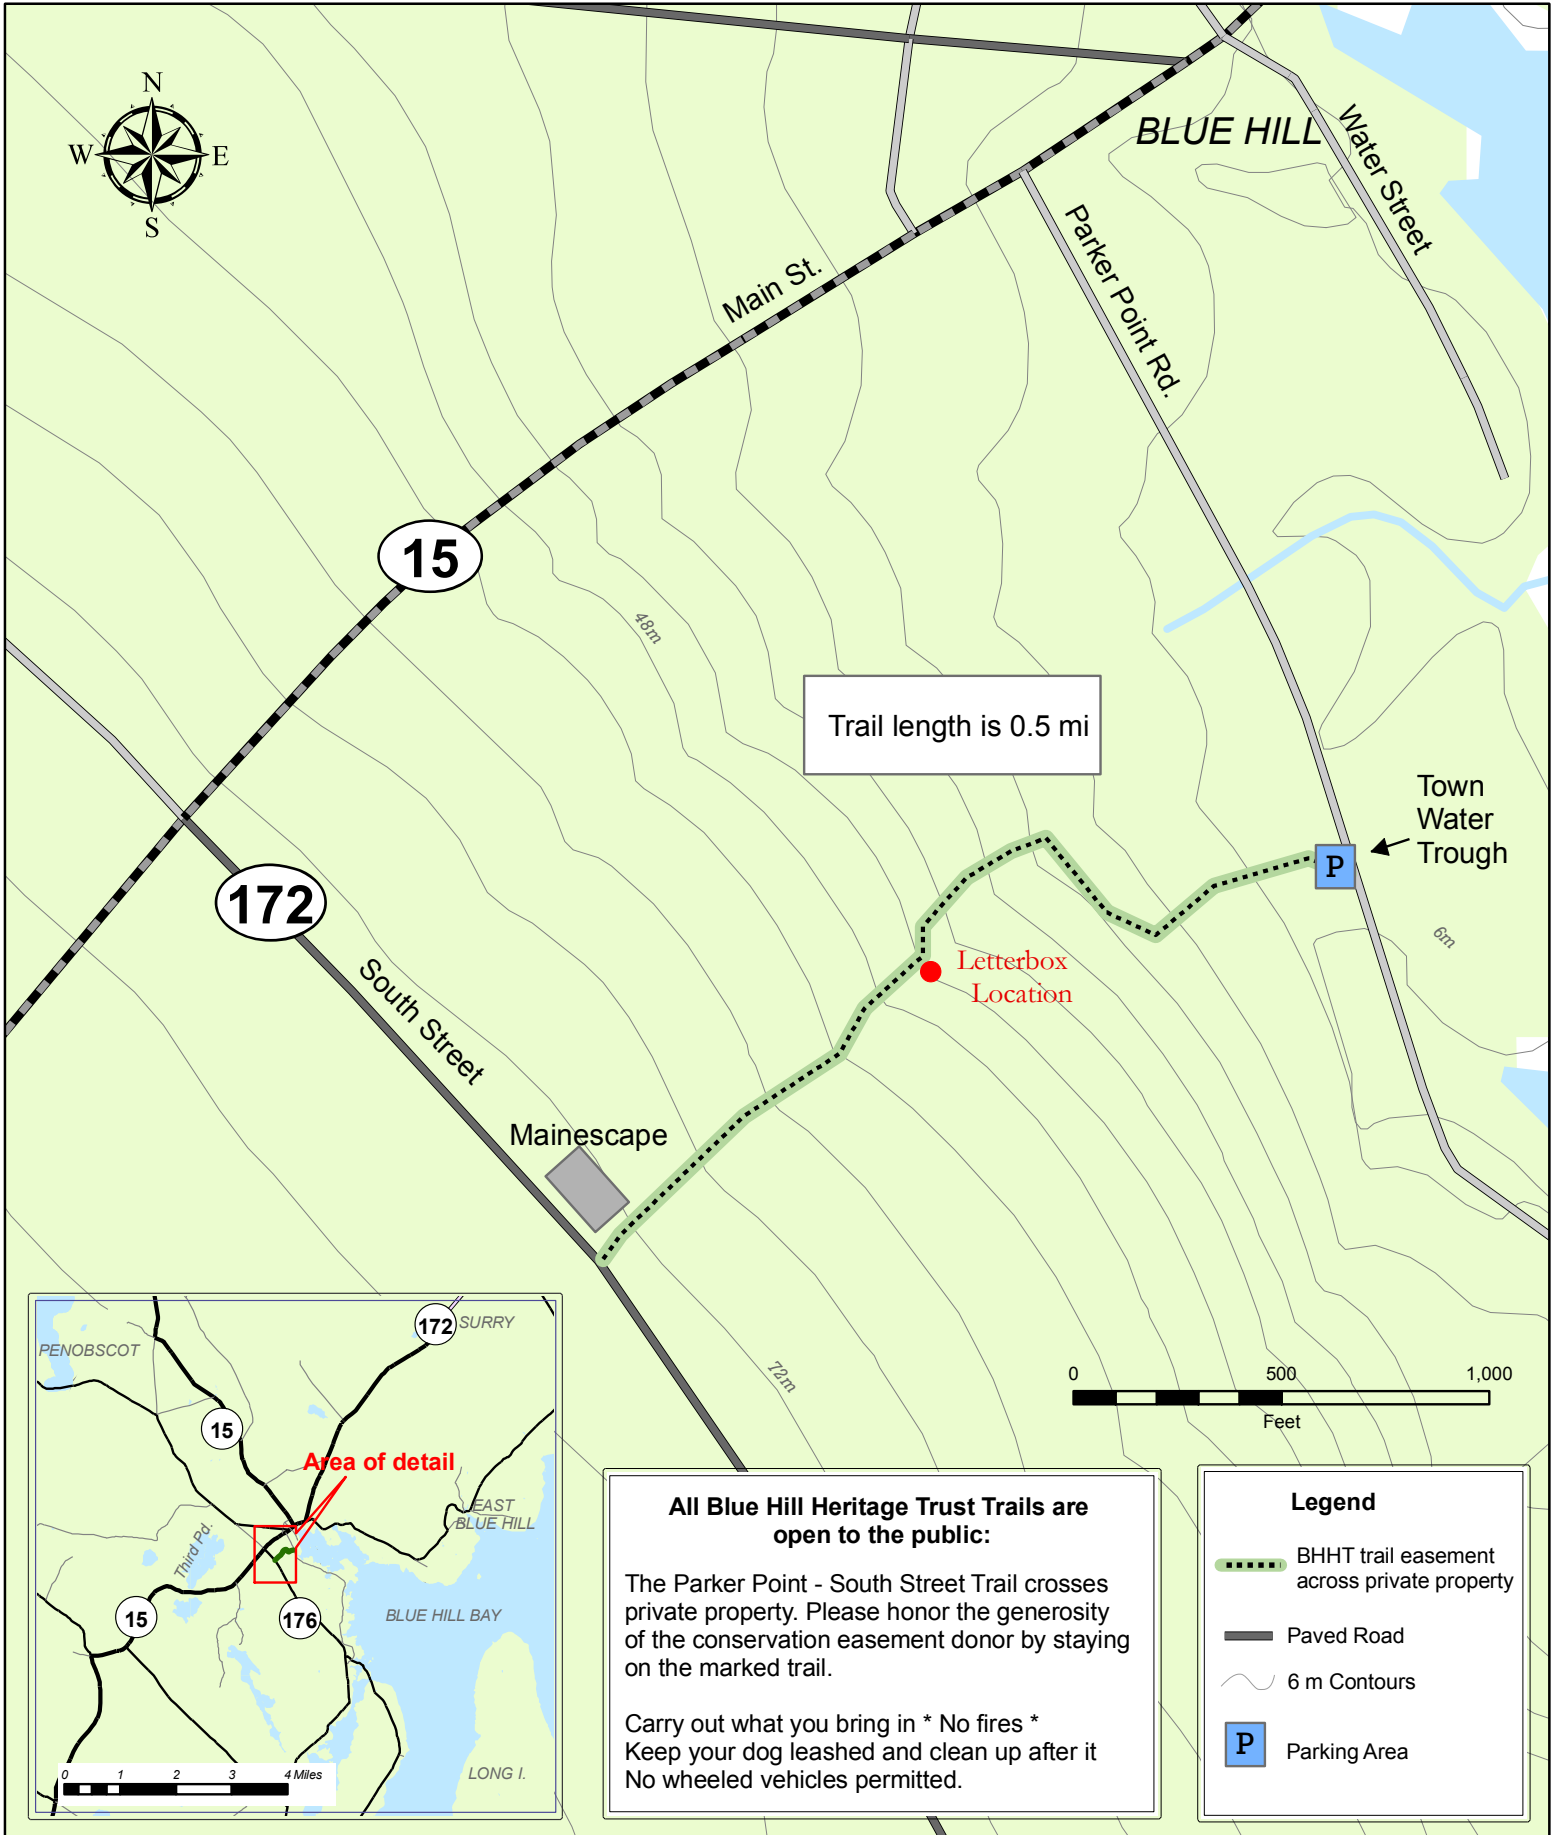 N
W
E
S
BLUE HILL
Water Street
Parker Point Rd.
Main St.
15
48m
Trail length is 0.5 mi
Town
Water
Trough
P
172
6m
South Street
Letterbox
Location
Mainescape
72m
0 500 1,000
Feet
172
SURRY
PENOBSCOT
15
Area of detail
EAST
BLUE HILL
Third Pd.
15
176
BLUE HILL BAY
LONG I.
0 1 2 3 4 Miles
All Blue Hill Heritage Trust Trails are
open to the public:
The Parker Point - South Street Trail crosses
private property. Please honor the generosity
of the conservation easement donor by staying
on the marked trail.
Carry out what you bring in * No fires *
Keep your dog leashed and clean up after it
No wheeled vehicles permitted.
Legend
BHHT trail easement
across private property
Paved Road
6 m Contours
P
Parking Area